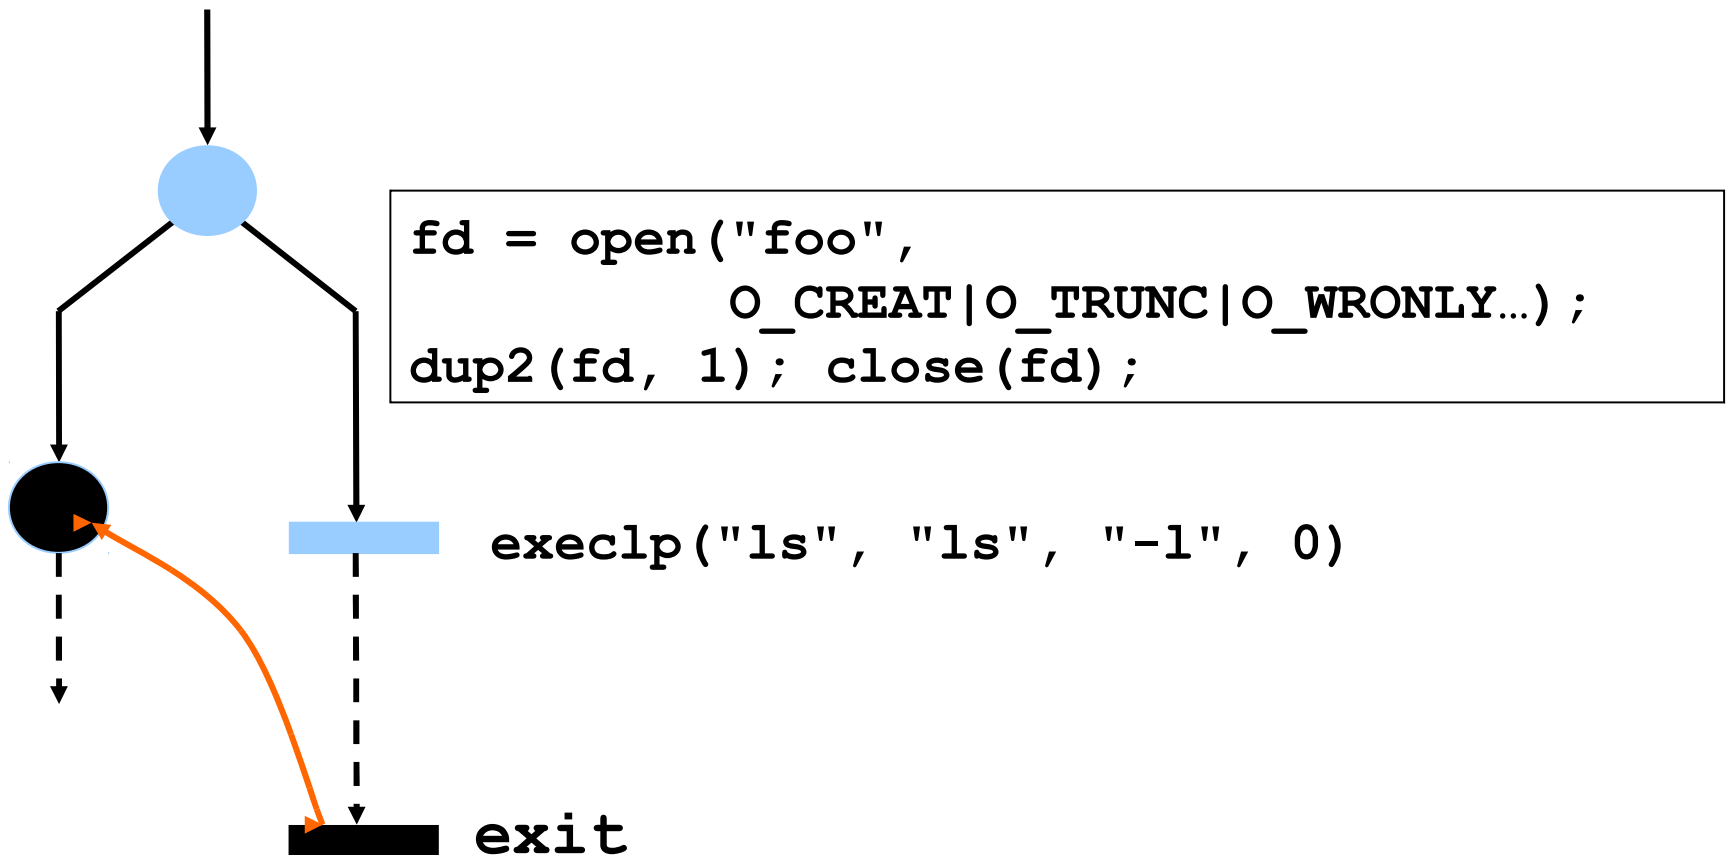 fd = open("foo",
O_CREAT|O_TRUNC|O_WRONLY…);
dup2(fd, 1); close(fd);
execlp("ls", "ls", "-l", 0)
exit